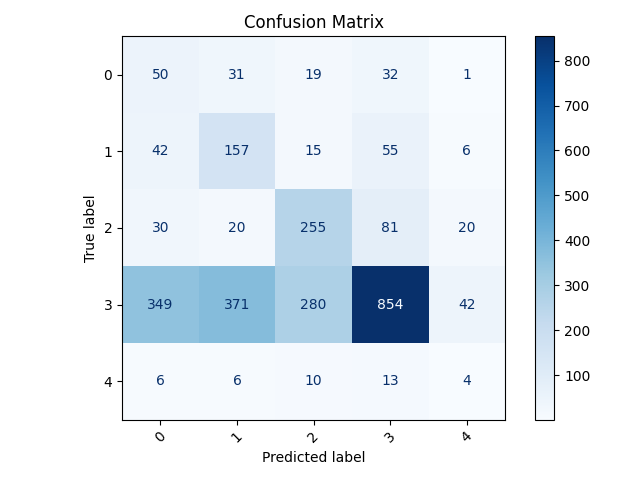 Confusion Matrix
True label
0 50 31 19 32 1
1 42 157 15 55 6
2 30 20 255 81 20
3 349 371 280 854 42
4 6 6 10 13 4
0 1 2 3 4
Predicted label
800
700
600
500
400
300
200
100